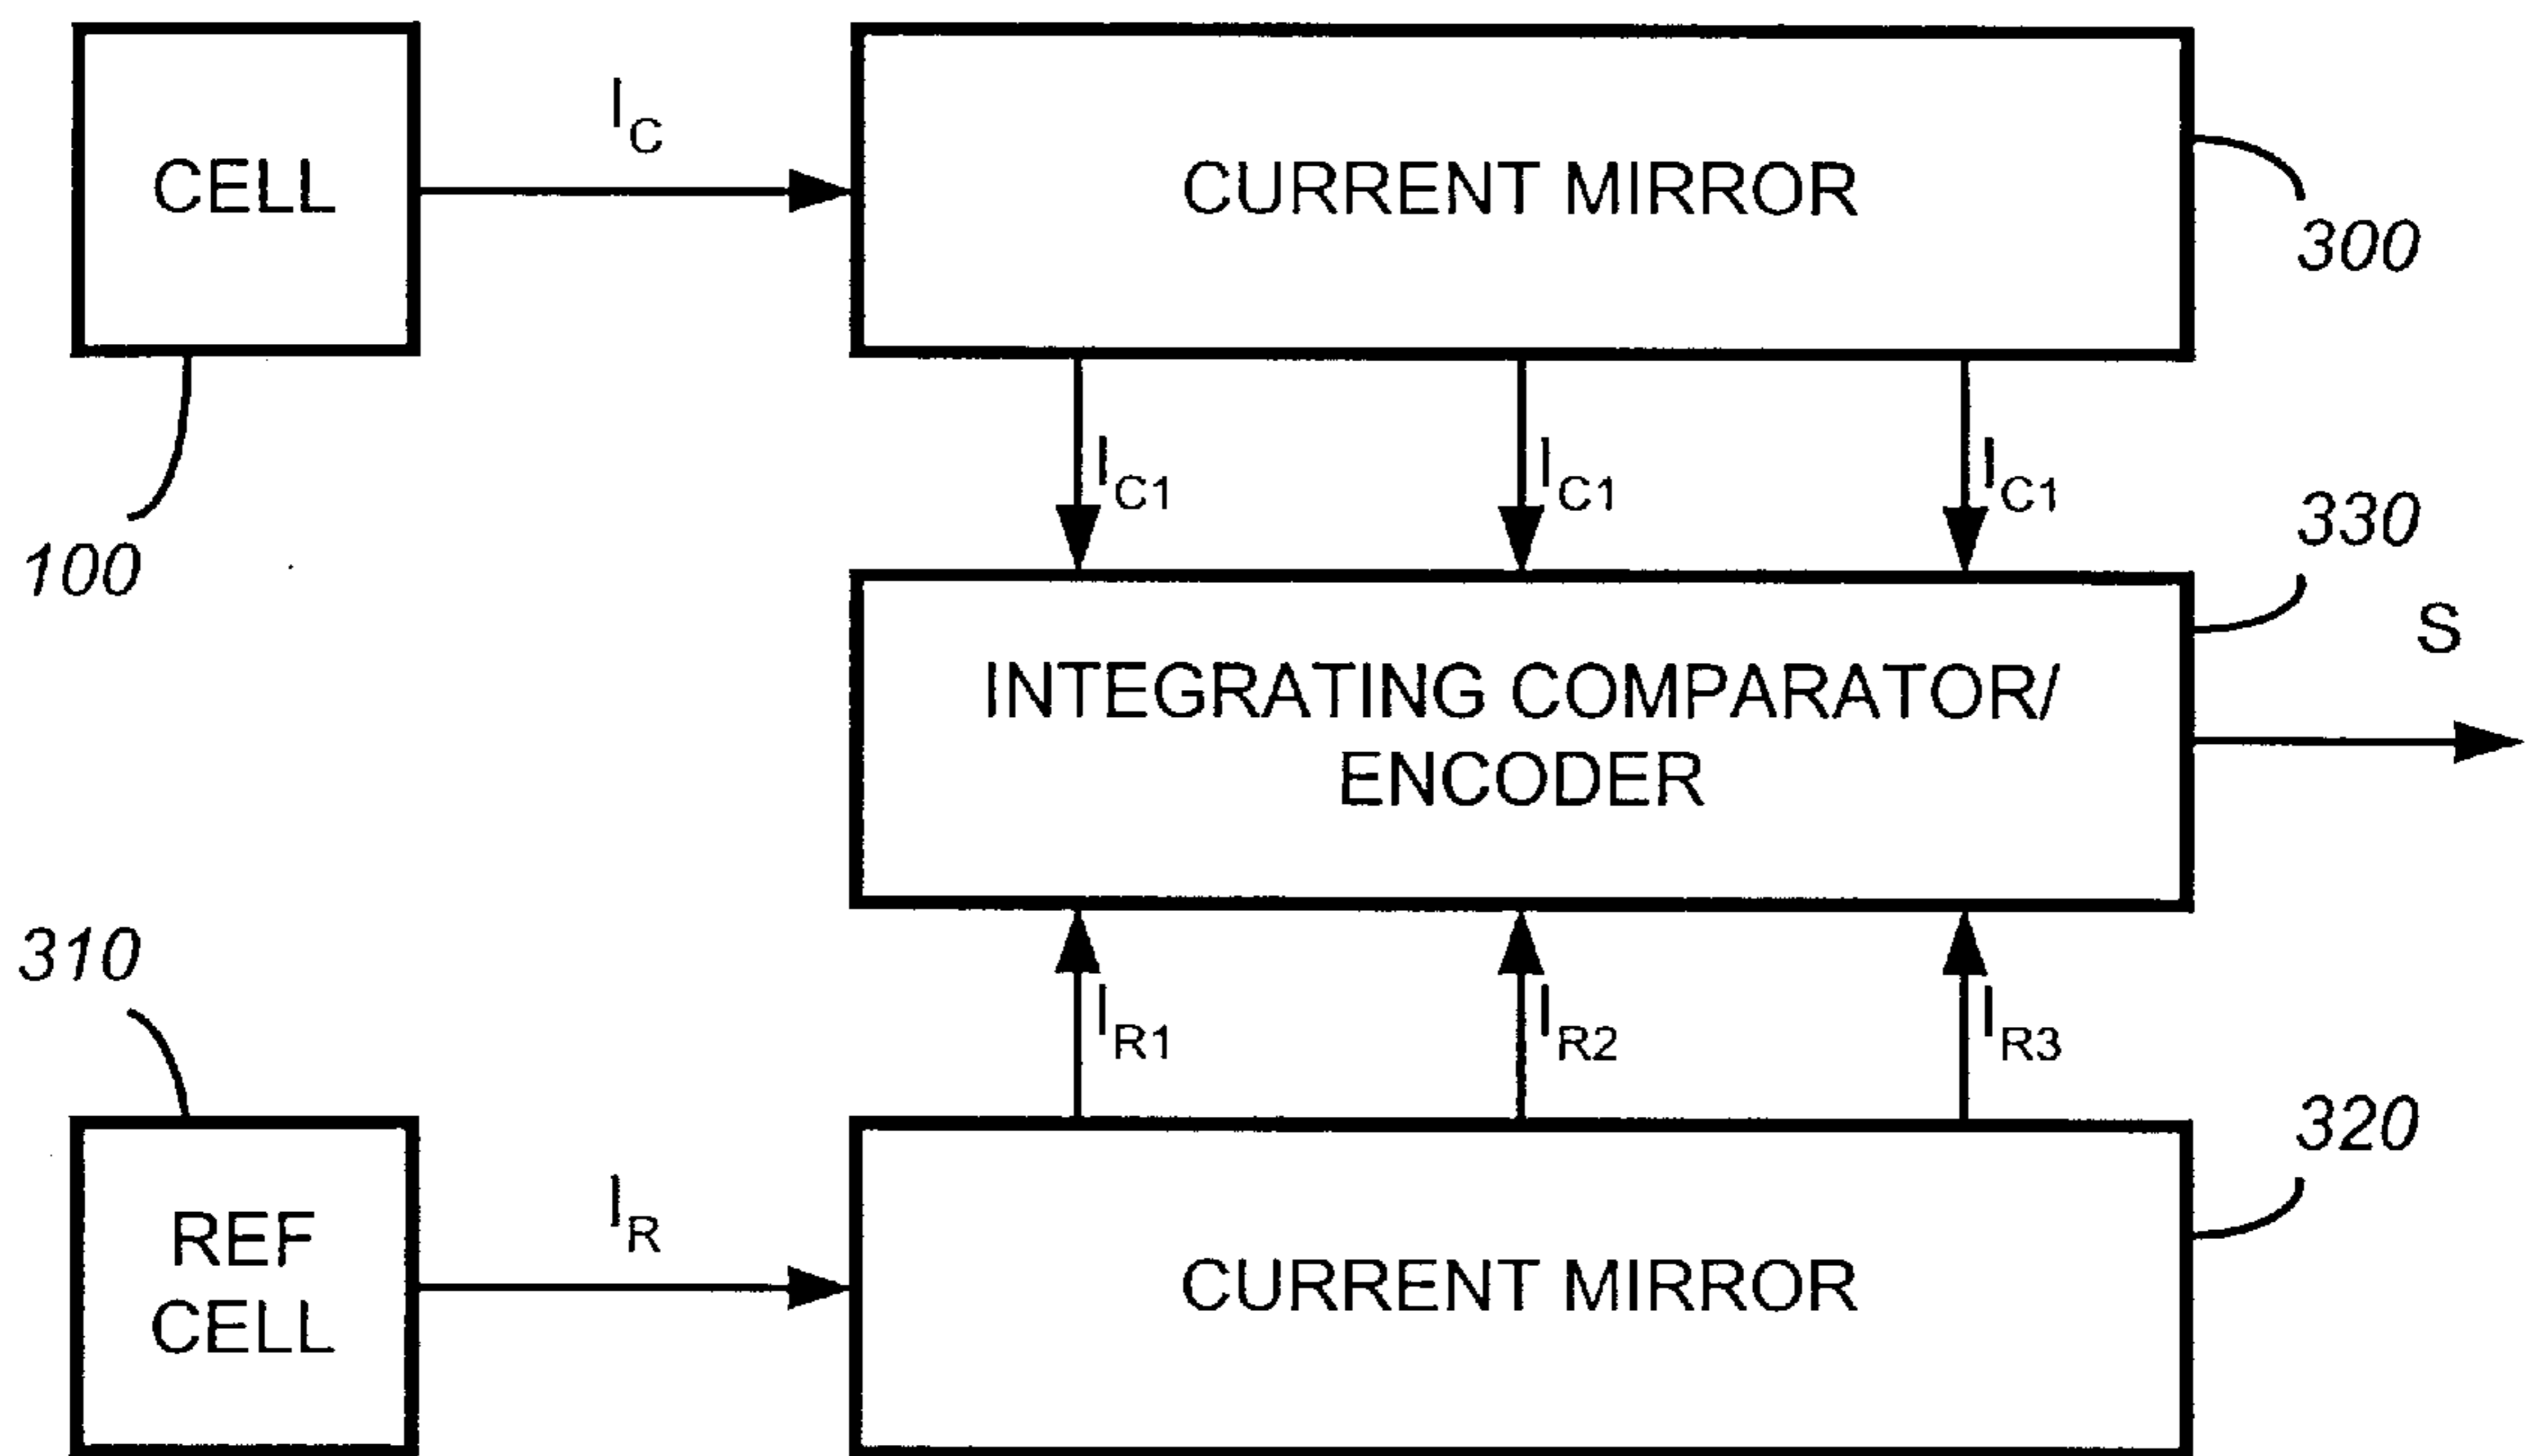 CELL
I_C
CURRENT MIRROR
300
100
I_C1
I_C1
I_C1
330
S
INTEGRATING COMPARATOR/
ENCODER
310
I_R1
I_R2
I_R3
320
REF
CELL
I_R
CURRENT MIRROR